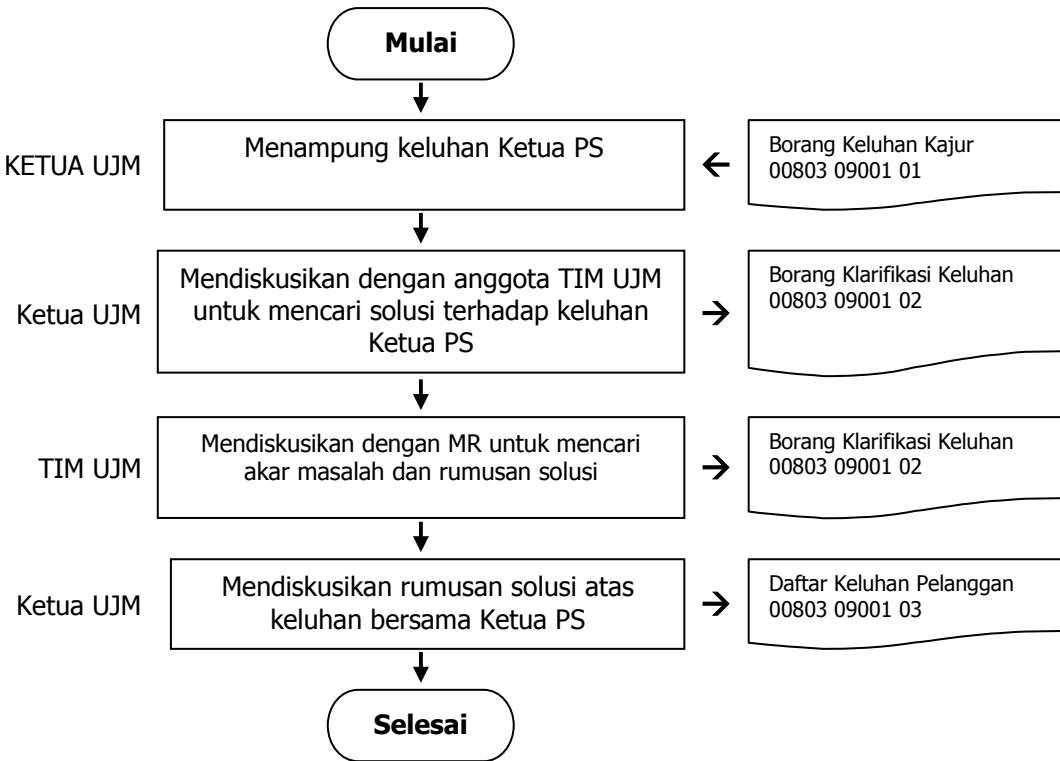 Mulai
KETUA UJM
Menampung keluhan Ketua PS
Borang Keluhan Kajur
00803 09001 01
Ketua UJM
Mendiskusikan dengan anggota TIM UJM
untuk mencari solusi terhadap keluhan
Ketua PS
Borang Klarifikasi Keluhan
00803 09001 02
TIM UJM
Mendiskusikan dengan MR untuk mencari
akar masalah dan rumusan solusi
Borang Klarifikasi Keluhan
00803 09001 02
Ketua UJM
Mendiskusikan rumusan solusi atas
keluhan bersama Ketua PS
Daftar Keluhan Pelanggan
00803 09001 03
Selesai